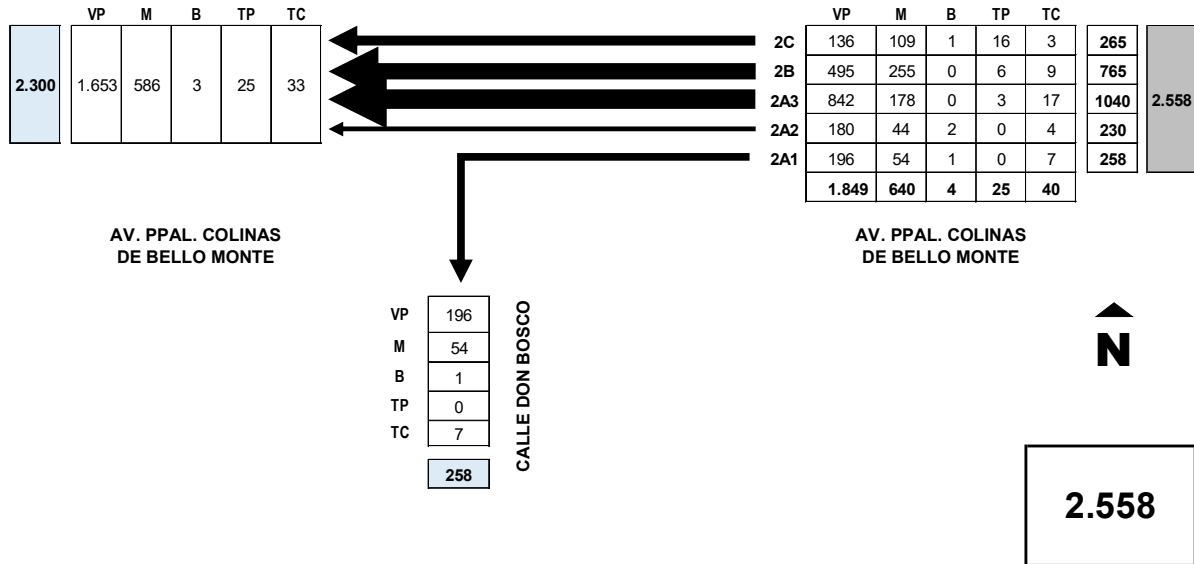 VP M B TP TC
2.300 1.653 586 3 25 33
VP M B TP TC
2C 136 109 1 16 3 265
2B 495 255 0 6 9 765
2A3 842 178 0 3 17 1040 2.558
2A2 180 44 2 0 4 230
2A1 196 54 1 0 7 258
1.849 640 4 25 40
AV. PPAL. COLINAS
DE BELLO MONTE
AV. PPAL. COLINAS
DE BELLO MONTE
VP 196
M 54
B 1
TP 0
TC 7
258
CALLE DON BOSCO
N
2.558